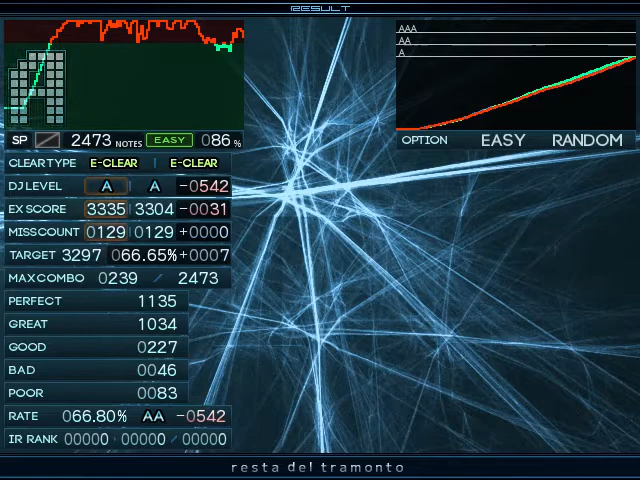 RESULT
AAA
AA
A
SP 2473 NOTES EASY 086 %
OPTION EASY RANDOM
CLEAR TYPE E-CLEAR | E-CLEAR
DJ LEVEL A | A -0542
EX SCORE 3335 3304 -0031
MISSCOUNT 0129 0129 +0000
TARGET 3297 066.65% +0007
MAXCOMBO 0239 / 2473
PERFECT 1135
GREAT 1034
GOOD 0227
BAD 0046
POOR 0083
RATE 066.80% AA -0542
IR RANK 00000 · 00000 / 00000
resta del tramonto